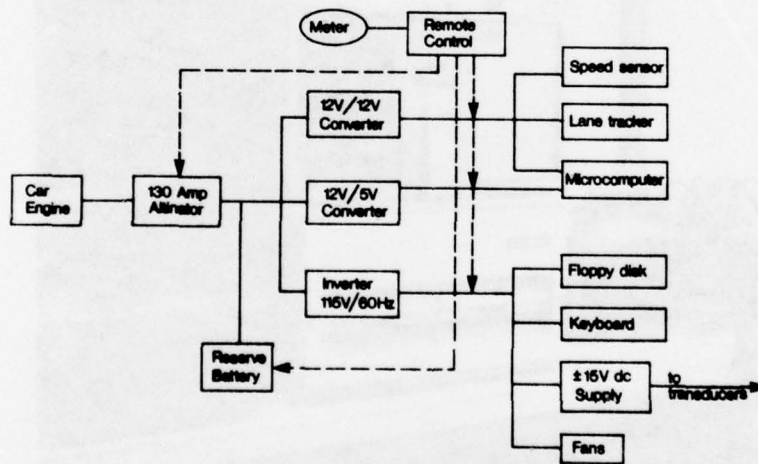 Meter
Remote
Control
Speed sensor
12V/12V
Converter
Lane tracker
Microcomputer
Car
Engine
130 Amp
Altinator
12V/5V
Converter
Floppy disk
Inverter
115V/60Hz
Keyboard
Reserve
Battery
±15V dc
Supply
to
transducers
Fans